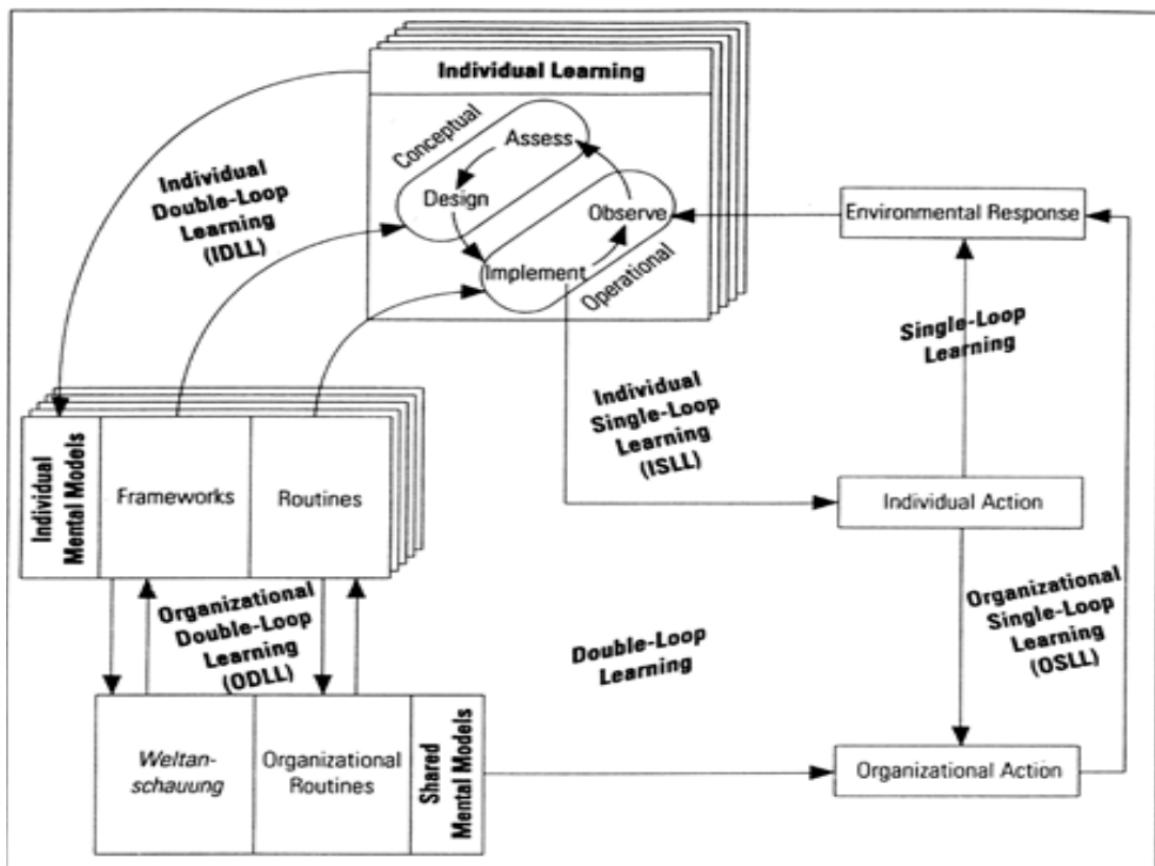 Individual Learning
Conceptual
Assess
Design
Observe
Implement
Operational
Individual
Double-Loop
Learning
(IDLL)
Environmental Response
Single-Loop
Learning
Individual
Single-Loop
Learning
(ISLL)
Individual
Mental Models
Frameworks
Routines
Individual Action
Organizational
Double-Loop
Learning
(ODLL)
Double-Loop
Learning
Organizational
Single-Loop
Learning
(OSLL)
Weltan-
schauung
Organizational
Routines
Shared
Mental Models
Organizational Action